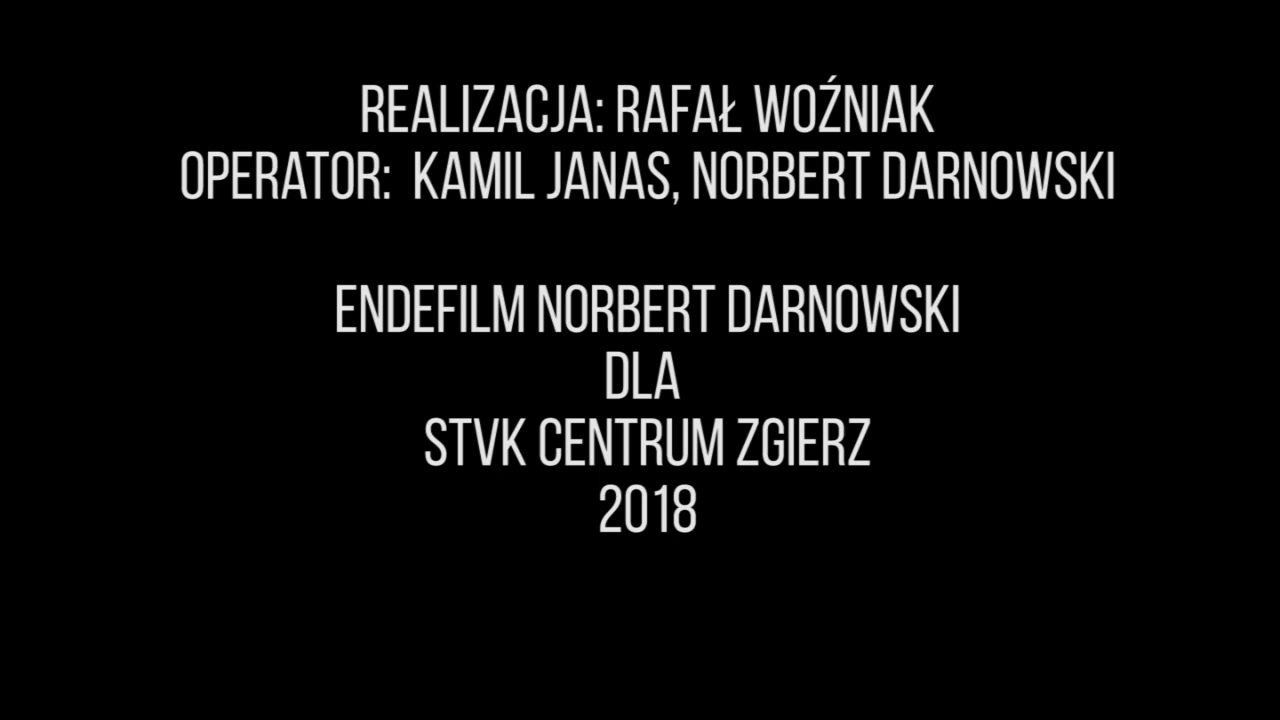 REALIZACJA: RAFAŁ WOŹNIAK
OPERATOR: KAMIL JANAS, NORBERT DARNOWSKI
ENDEFILM NORBERT DARNOWSKI
DLA
STVK CENTRUM ZGIERZ
2018